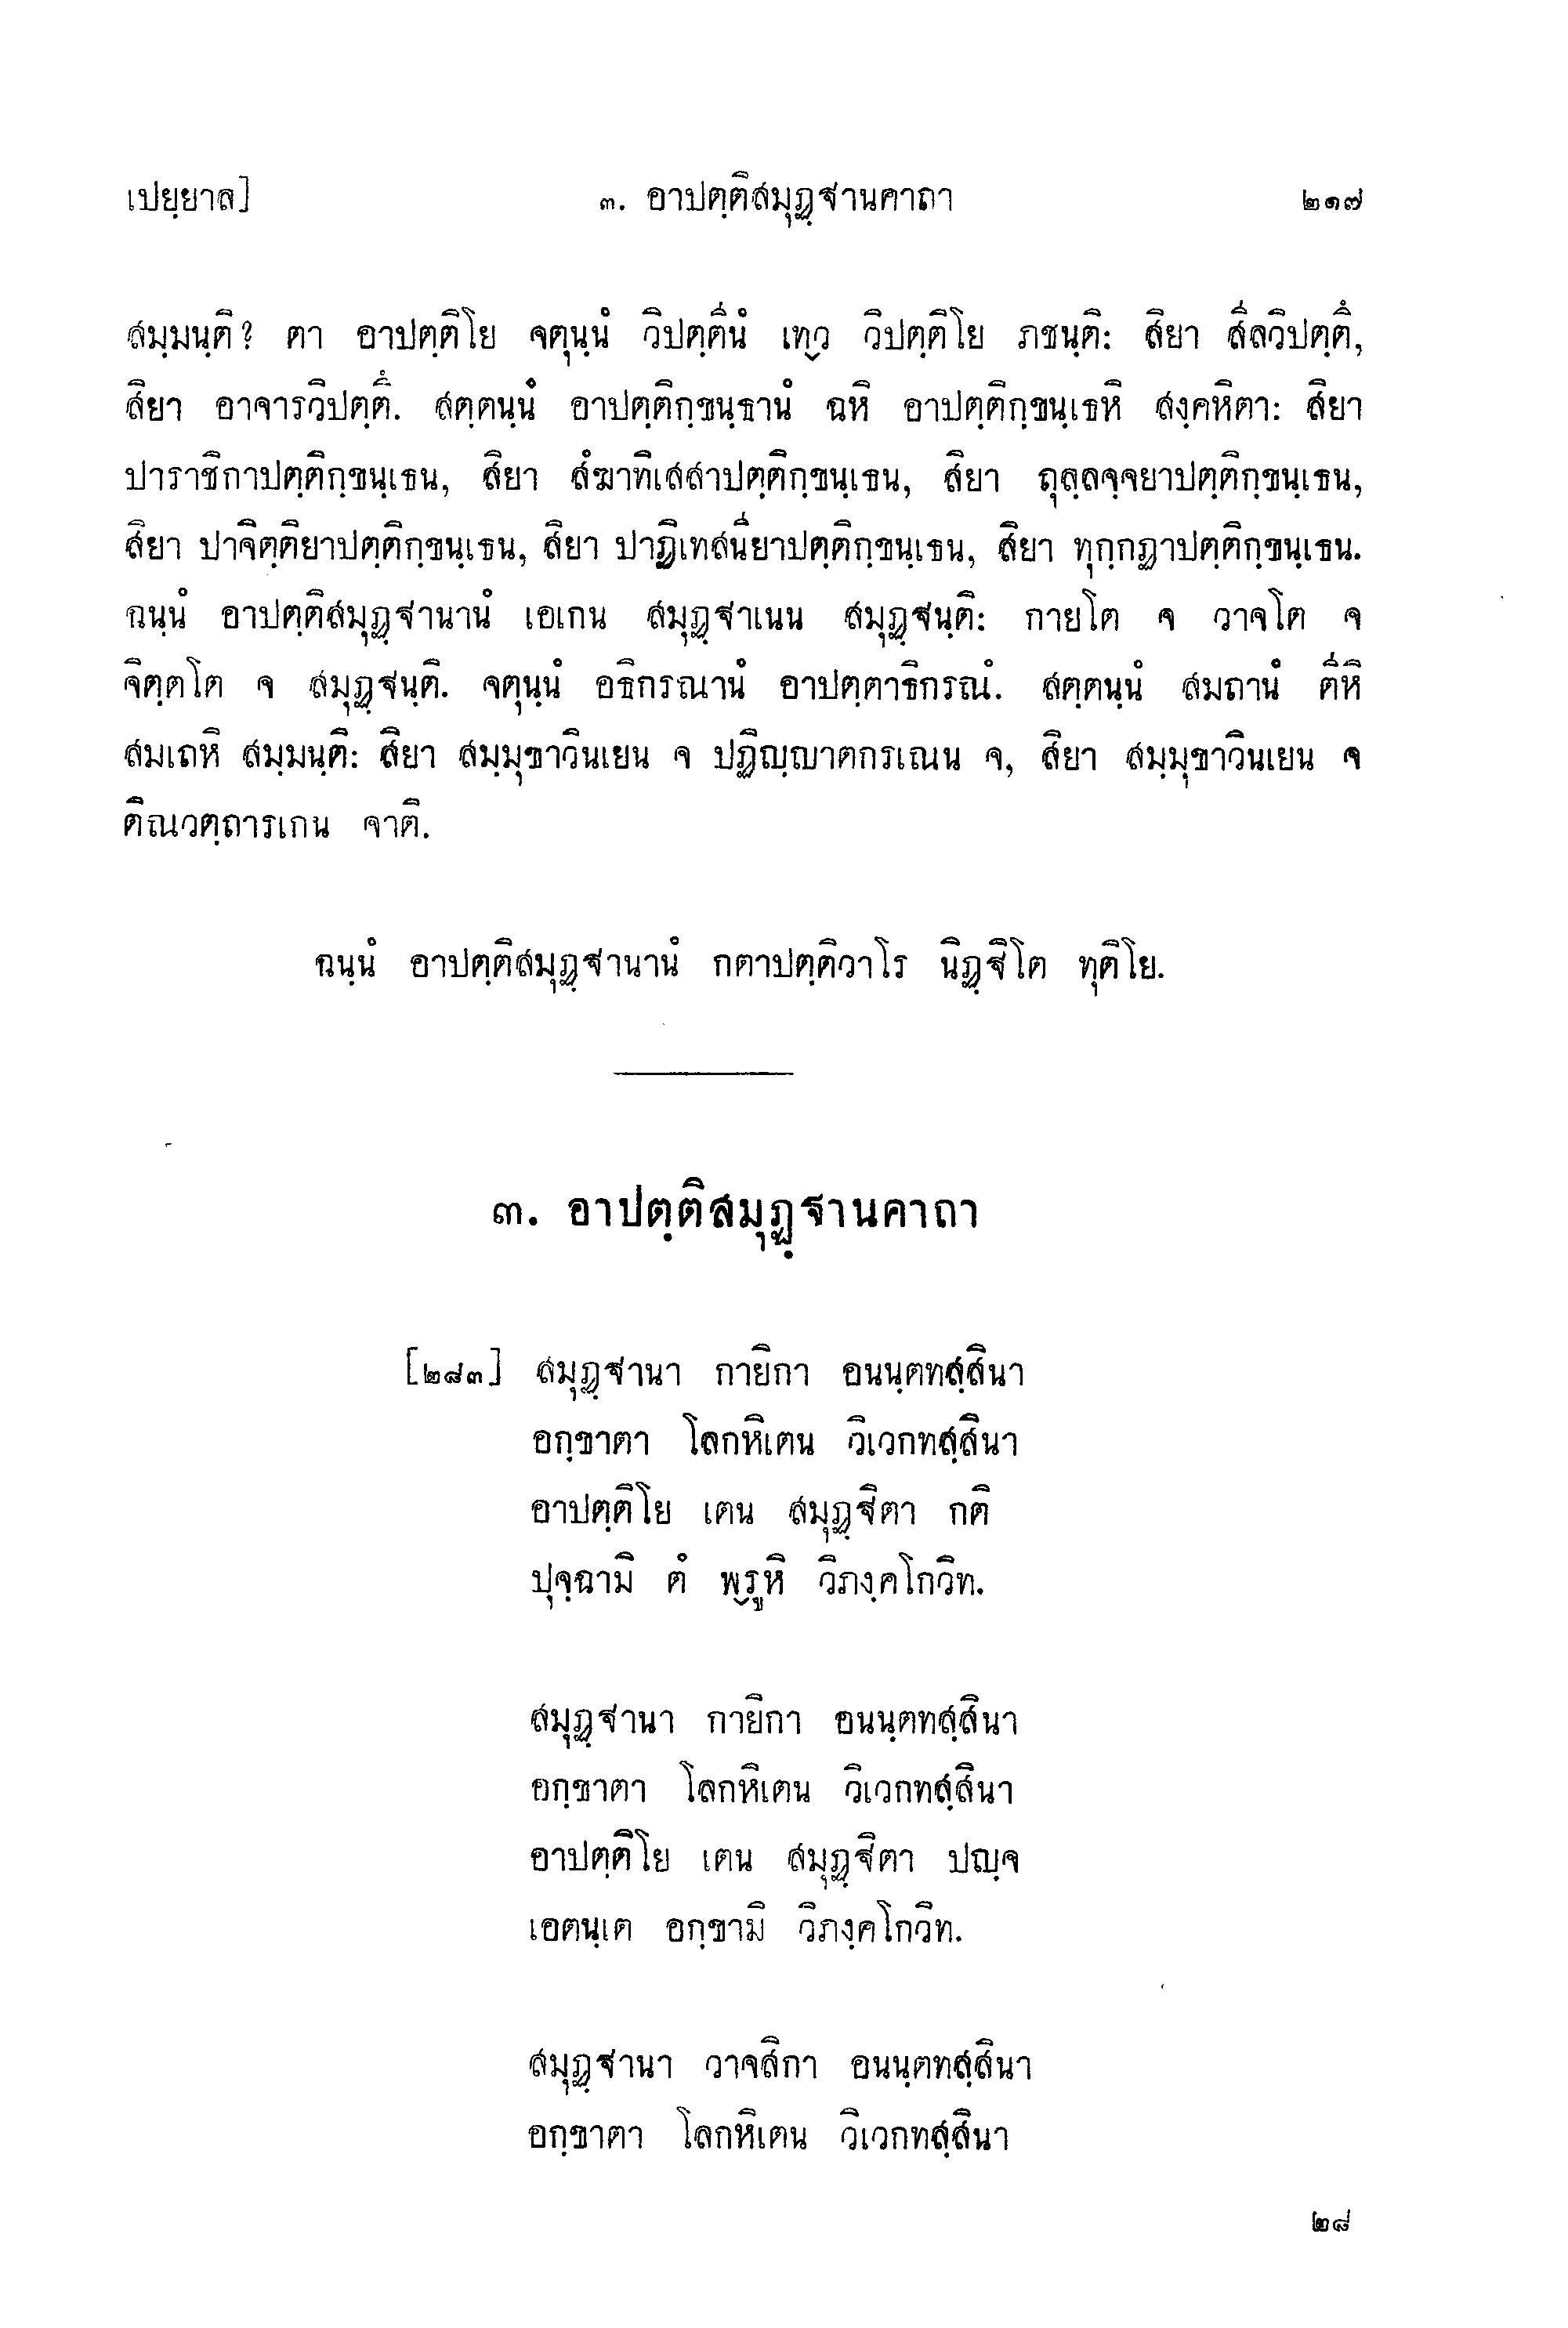 เปยฺยาล] ๓. อาปตฺติสมุฏฺฐานคาถา ๒๑๗
สมฺมนฺติ? ตา อาปตฺติโย จตุนฺนํ วิปตฺตีนํ เทฺว วิปตฺติโย ภชนฺติ: สิยา สีลวิปตฺตึ,
สิยา อาจารวิปตฺตึ. สตฺตนฺนํ อาปตฺติกฺขนฺธานํ ฉหิ อาปตฺติกฺขนฺเธหิ สงฺคหิตา: สิยา
ปาราชิกาปตฺติกฺขนฺเธน, สิยา สํฆาทิเสสาปตฺติกฺขนฺเธน, สิยา ถุลฺลจฺจยาปตฺติกฺขนฺเธน,
สิยา ปาจิตฺติยาปตฺติกฺขนฺเธน, สิยา ปาฏิเทสนียาปตฺติกฺขนฺเธน, สิยา ทุกฺกฏาปตฺติกฺขนฺเธน.
ฉนฺนํ อาปตฺติสมุฏฺฐานานํ เอเกน สมุฏฺฐาเนน สมุฏฺฐนฺติ: กายโต จ วาจโต จ
จิตฺตโต จ สมุฏฺฐนฺติ. จตุนฺนํ อธิกรณานํ อาปตฺตาธิกรณํ. สตฺตนฺนํ สมถานํ ตีหิ
สมเถหิ สมฺมนฺติ: สิยา สมฺมุขาวินเยน จ ปฏิญฺญาตกรเณน จ, สิยา สมฺมุขาวินเยน จ
ติณวตฺถารเกน จาติ.
ฉนฺนํ อาปตฺติสมุฏฺฐานานํ กตาปตฺติวาโร นิฏฺฐิโต ทุติโย.
๓. อาปตฺติสมุฏฺฐานคาถา
[๒๘๓] สมุฏฺฐานา กายิกา อนนฺตทสฺสินา
อกฺขาตา โลกหิเตน วิเวกทสฺสินา
อาปตฺติโย เตน สมุฏฺฐิตา กติ
ปุจฺฉามิ ตํ พฺรูหิ วิภงฺคโกวิท.
สมุฏฺฐานา กายิกา อนนฺตทสฺสินา
อกฺขาตา โลกหิเตน วิเวกทสฺสินา
อาปตฺติโย เตน สมุฏฺฐิตา ปญฺจ
เอตนฺเต อกฺขามิ วิภงฺคโกวิท.
สมุฏฺฐานา วาจสิกา อนนฺตทสฺสินา
อกฺขาตา โลกหิเตน วิเวกทสฺสินา
๒๘